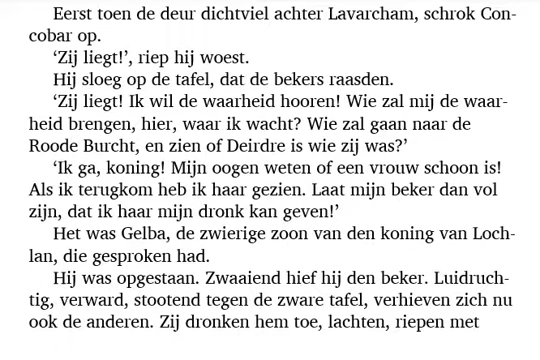 Eerst toen de deur dichtviel achter Lavarcham, schrok Con-
cobar op.
‘Zij liegt!’, riep hij woest.
Hij sloeg op de tafel, dat de bekers raasden.
‘Zij liegt! Ik wil de waarheid hooren! Wie zal mij de waar-
heid brengen, hier, waar ik wacht? Wie zal gaan naar de
Roode Burcht, en zien of Deirdre is wie zij was?’
‘Ik ga, koning! Mijn oogen weten of een vrouw schoon is!
Als ik terugkom heb ik haar gezien. Laat mijn beker dan vol
zijn, dat ik haar mijn dronk kan geven!’
Het was Gelba, de zwierige zoon van den koning van Loch-
lan, die gesproken had.
Hij was opgestaan. Zwaaiend hief hij den beker. Luidruch-
tig, verward, stootend tegen de zware tafel, verhieven zich nu
ook de anderen. Zij dronken hem toe, lachten, riepen met